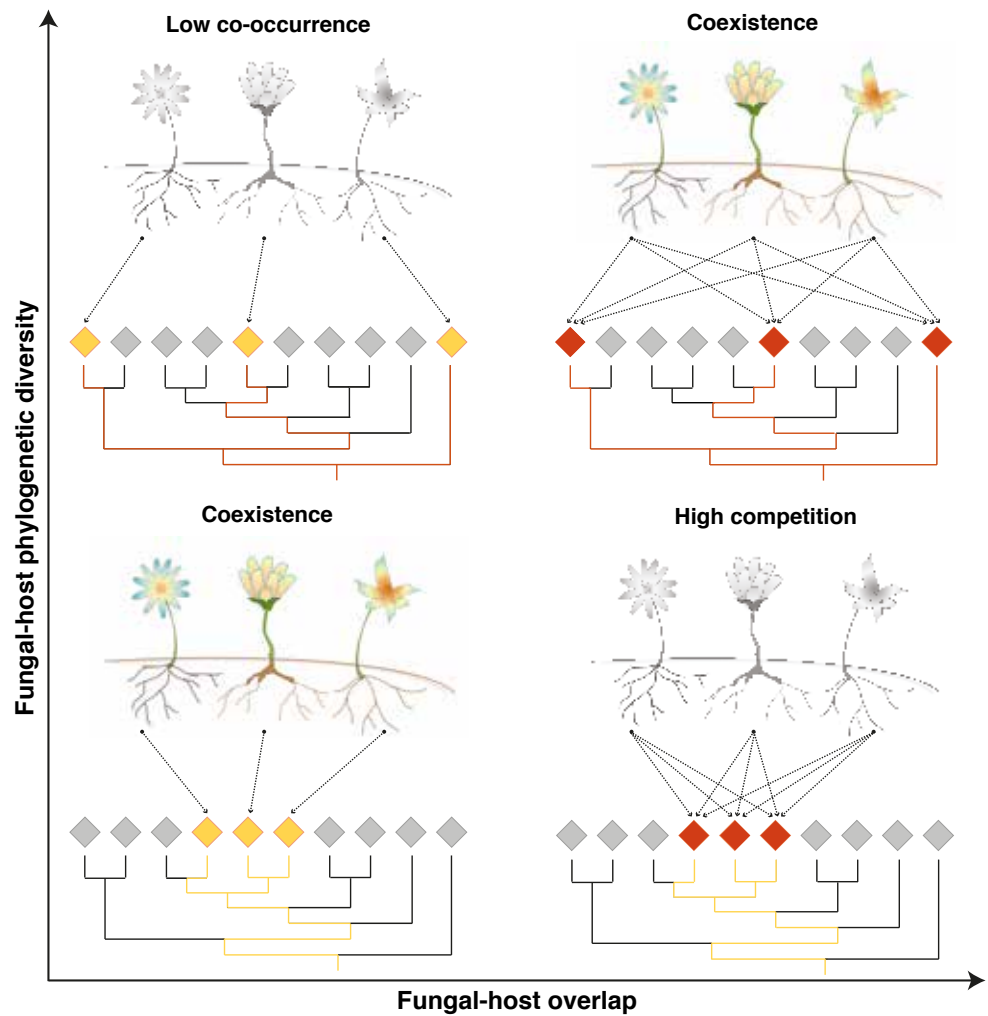 Low co-occurrence
Coexistence
Fungal-host phylogenetic diversity
Coexistence
High competition
Fungal-host overlap